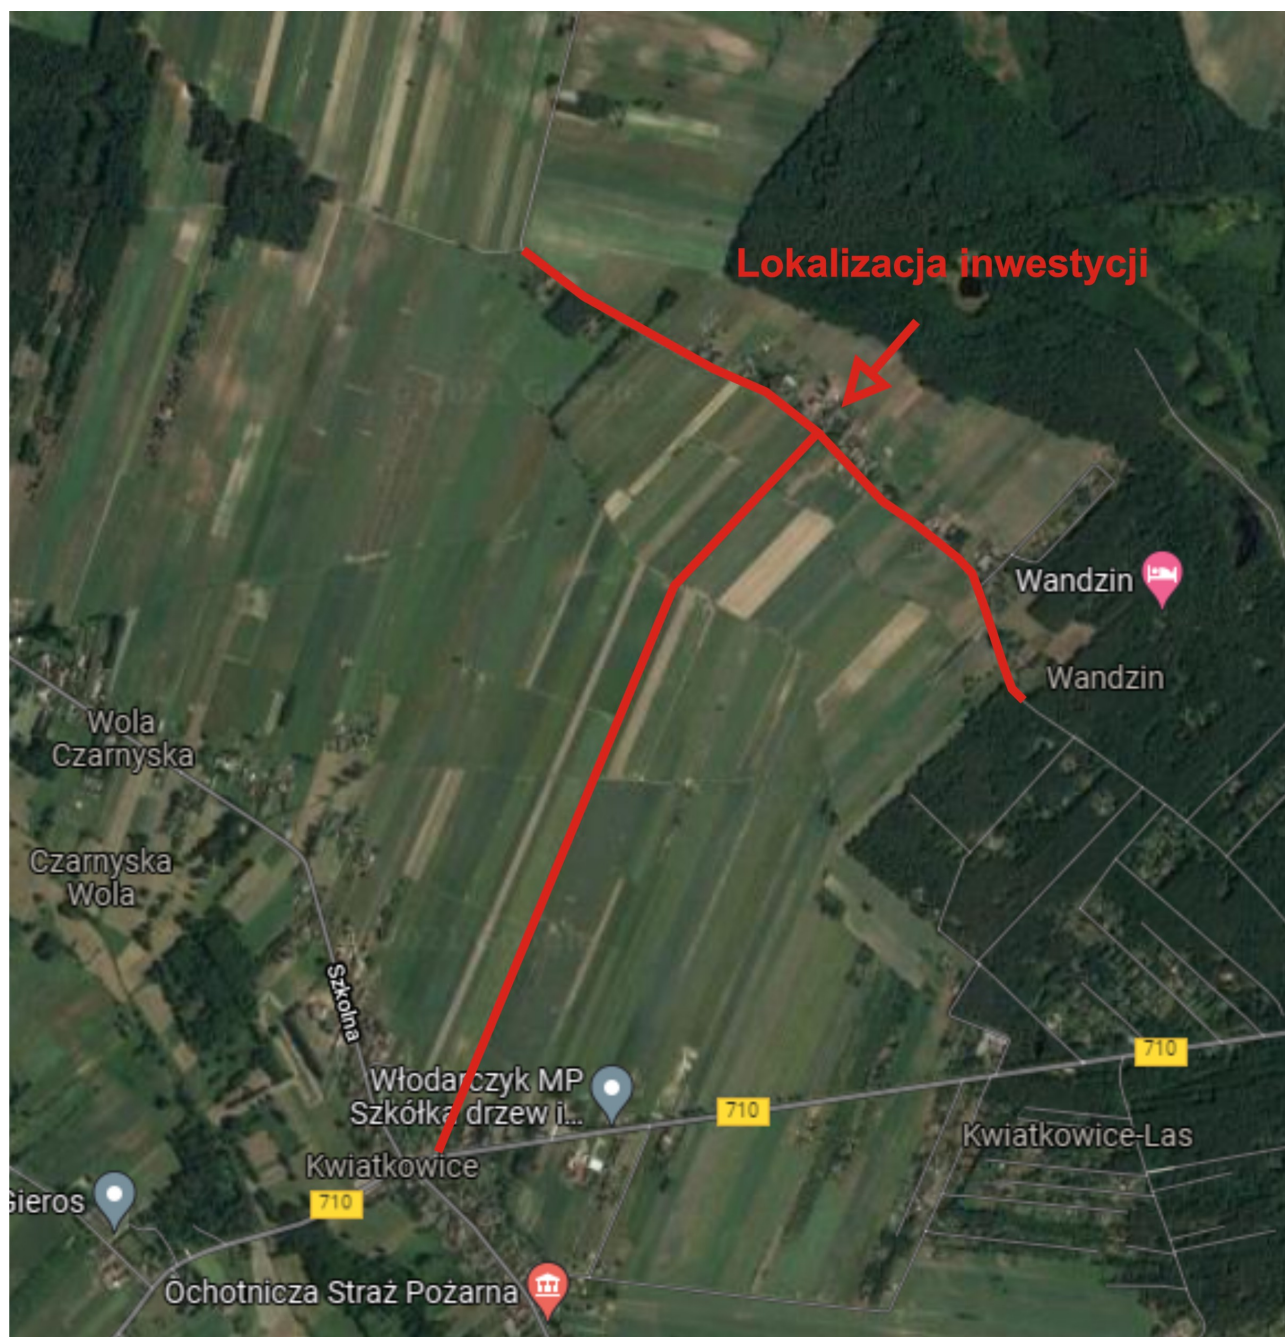 Lokalizacja inwestycji
Wandzin
Wandzin
Wola
Czarnyska
Czarnyska
Wola
Szkolna
710
Włodarczyk MP
Szkółka drzew i...
710
Kwiatkowice-Las
Kwiatkowice
710
Gieros
Ochotnicza Straż Pożarna